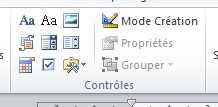 Aa Aa Mode Création
Propriétés
Grouper
Contrôles